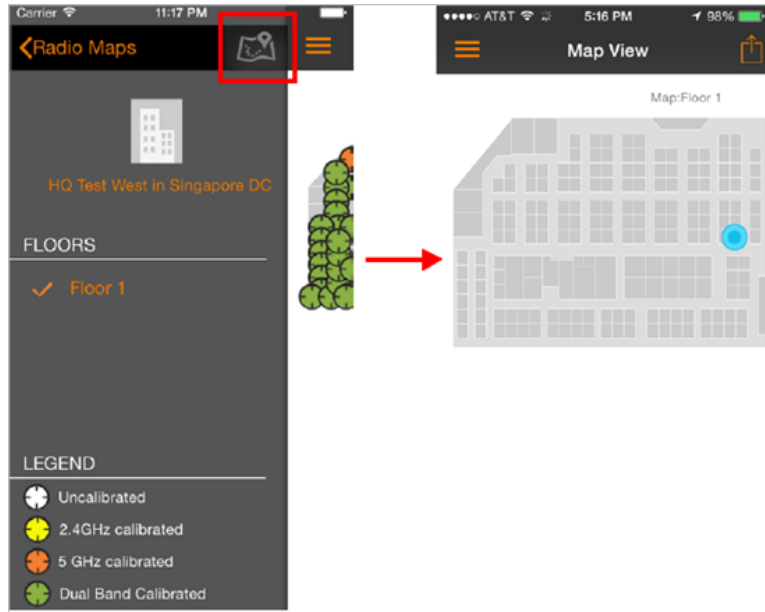 Carrier 11:17 PM
Radio Maps
HQ Test West in Singapore DC
FLOORS
Floor 1
LEGEND
Uncalibrated
2.4GHz calibrated
5 GHz calibrated
Dual Band Calibrated
AT&T 5:16 PM 98%
Map View
Map:Floor 1